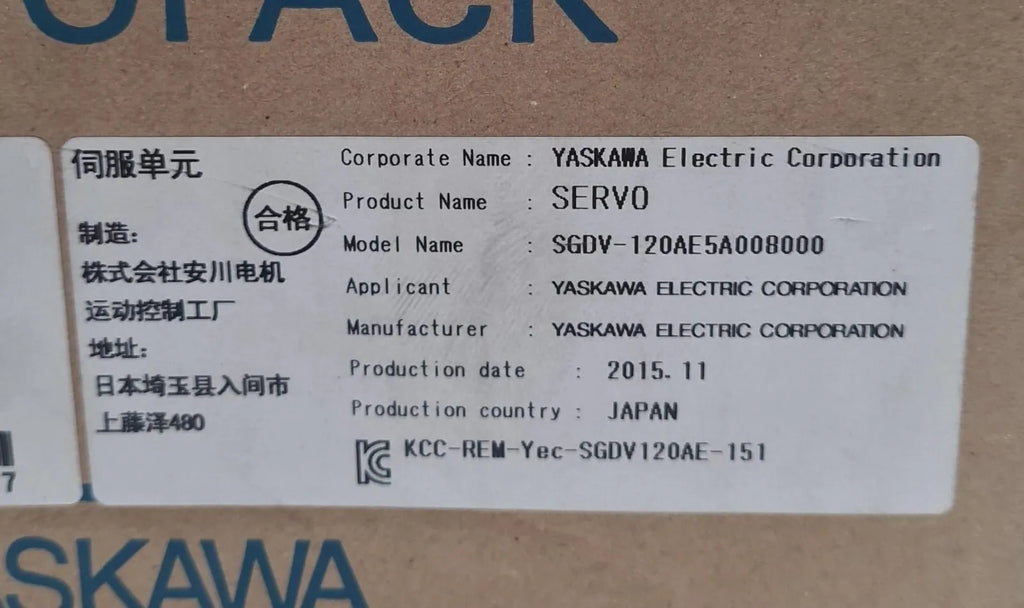 OPACK
伺服单元
合格
制造:
株式会社安川电机
运动控制工厂
地址:
日本埼玉县入间市
上藤泽480
Corporate Name : YASKAWA Electric Corporation
Product Name : SERVO
Model Name : SGDV-120AE5A008000
Applicant : YASKAWA ELECTRIC CORPORATION
Manufacturer : YASKAWA ELECTRIC CORPORATION
Production date : 2015. 11
Production country : JAPAN
KCC-REM-Yec-SGDV120AE-151
7
ASKAWA